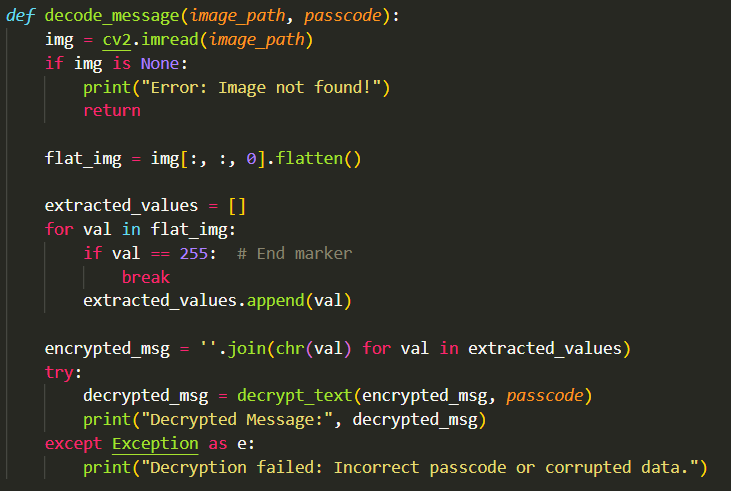 def decode_message(image_path, passcode):
    img = cv2.imread(image_path)
    if img is None:
        print("Error: Image not found!")
        return
    flat_img = img[:, :, 0].flatten()
    extracted_values = []
    for val in flat_img:
        if val == 255:  # End marker
            break
        extracted_values.append(val)
    encrypted_msg = ''.join(chr(val) for val in extracted_values)
    try:
        decrypted_msg = decrypt_text(encrypted_msg, passcode)
        print("Decrypted Message:", decrypted_msg)
    except Exception as e:
        print("Decryption failed: Incorrect passcode or corrupted data.")